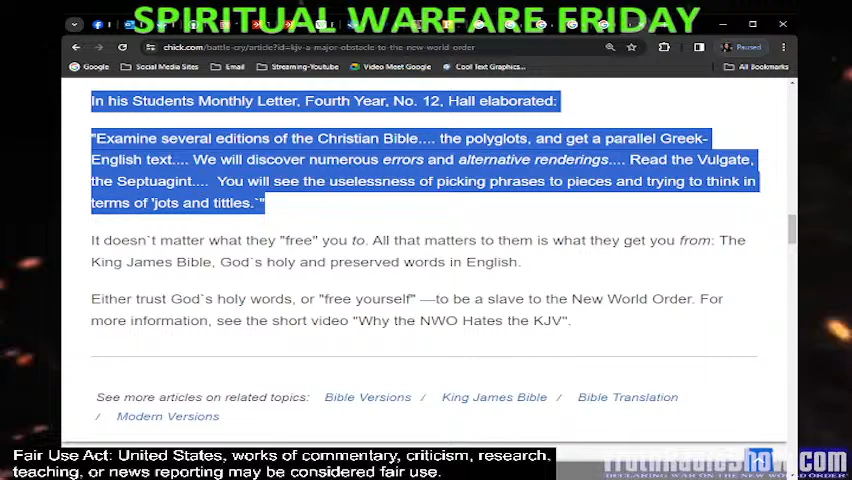 SPIRITUAL WARFARE FRIDAY
chick.com/battle-cry/article?id=kjv-a-major-obstacle-to-the-new-world-order
Paused
Google
Social Media Sites
Email
Streaming-Youtube
Video Meet Google
Cool Text Graphics...
All Bookmarks
In his Students Monthly Letter, Fourth Year, No. 12, Hall elaborated:
"Examine several editions of the Christian Bible.... the polyglots, and get a parallel Greek-
English text.... We will discover numerous errors and alternative renderings.... Read the Vulgate,
the Septuagint.... You will see the uselessness of picking phrases to pieces and trying to think in
terms of 'jots and tittles.`"
It doesn`t matter what they "free" you to. All that matters to them is what they get you from: The
King James Bible, God`s holy and preserved words in English.
Either trust God`s holy words, or "free yourself" —to be a slave to the New World Order. For
more information, see the short video "Why the NWO Hates the KJV".
See more articles on related topics: Bible Versions / King James Bible / Bible Translation
/ Modern Versions
Fair Use Act: United States, works of commentary, criticism, research,
teaching, or news reporting may be considered fair use.
TruthRadioShow.com
DECLARING WAR ON THE NEW WORLD ORDER